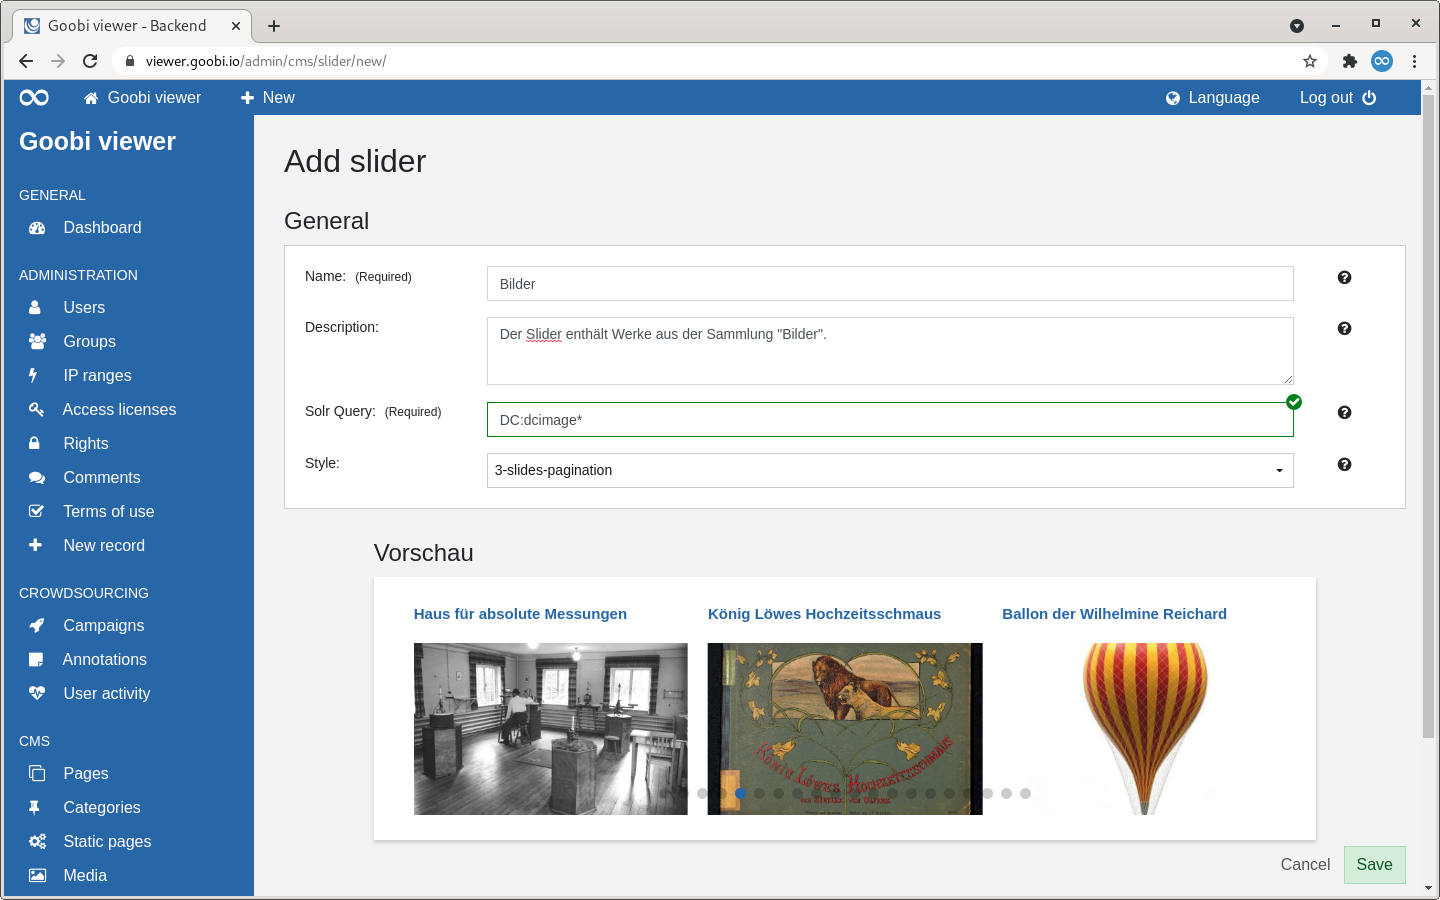 Goobi viewer - Backend
viewer.goobi.io/admin/cms/slider/new/
Goobi viewer
New
Language
Log out
Goobi viewer
GENERAL
Dashboard
ADMINISTRATION
Users
Groups
IP ranges
Access licenses
Rights
Comments
Terms of use
New record
CROWDSOURCING
Campaigns
Annotations
User activity
CMS
Pages
Categories
Static pages
Media
Add slider
General
Name: (Required)
Bilder
Description:
Der Slider enthält Werke aus der Sammlung "Bilder".
Solr Query: (Required)
DC:dcimage*
Style:
3-slides-pagination
Vorschau
Haus für absolute Messungen
König Löwes Hochzeitsschmaus
Ballon der Wilhelmine Reichard
König Löwes Hochzeitsschmaus
Cancel
Save